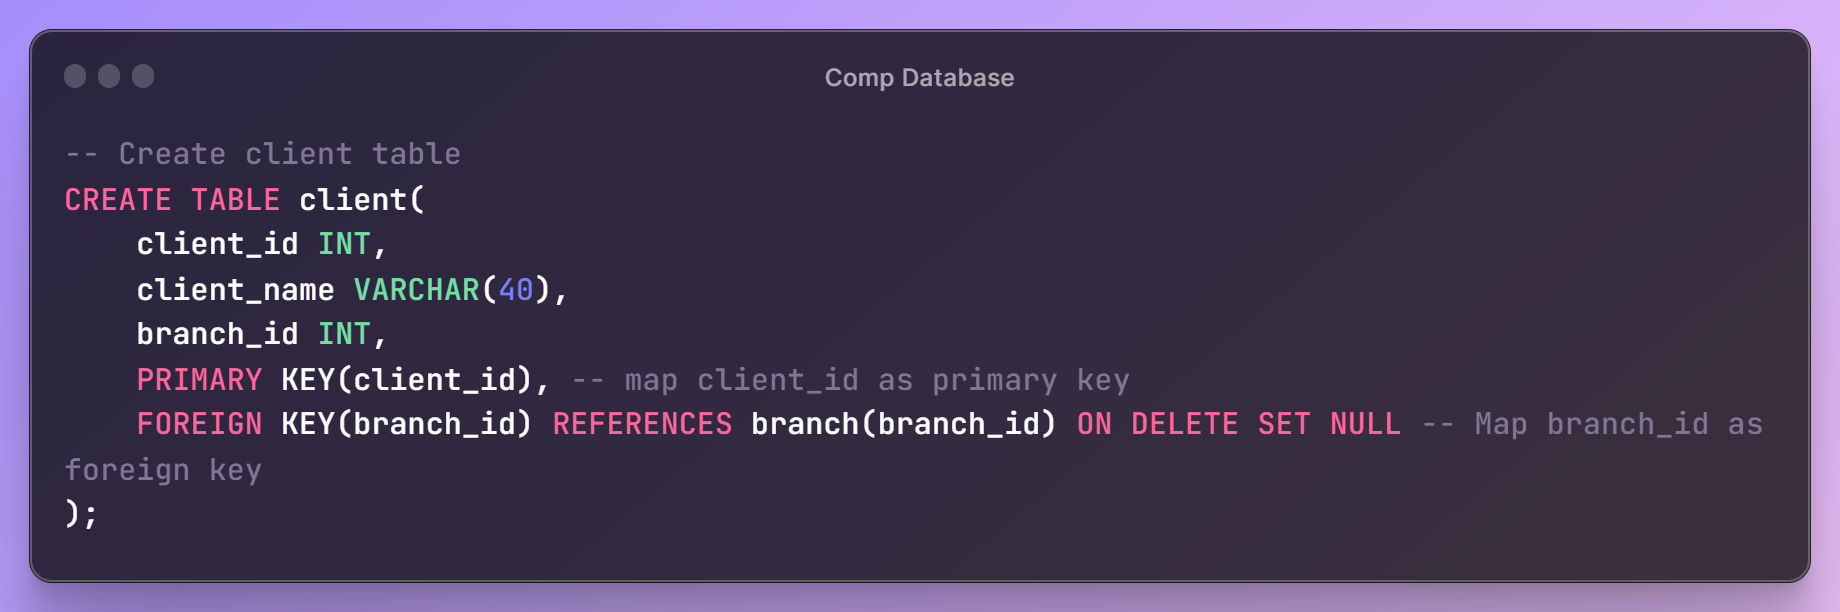 Comp Database
-- Create client table
CREATE TABLE client(
    client_id INT,
    client_name VARCHAR(40),
    branch_id INT,
    PRIMARY KEY(client_id), -- map client_id as primary key
    FOREIGN KEY(branch_id) REFERENCES branch(branch_id) ON DELETE SET NULL -- Map branch_id as
foreign key
);